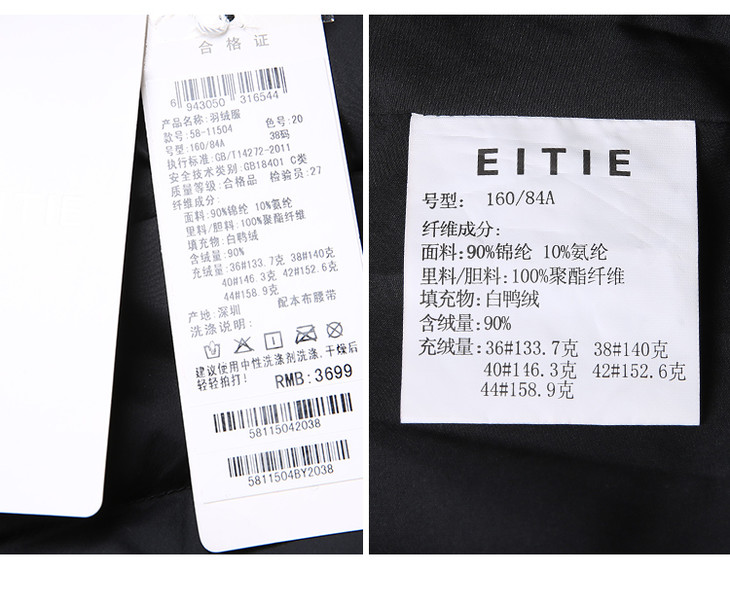 合格证
6 943050 316544
产品名称:羽绒服
款号:58-11504 色号:20
号型:160/84A 38码
执行标准:GB/T14272-2011
安全技术类别:GB18401 C类
质量等级:合格品 检验员:27
纤维成分:
面料:90%锦纶 10%氨纶
里料/胆料:100%聚酯纤维
填充物:白鸭绒
含绒量:90%
充绒量:36#133.7克 38#140克
40#146.3克 42#152.6克
44#158.9克
产地:深圳 配本布腰带
洗涤说明:
建议使用中性洗涤剂洗涤,干燥后
轻轻拍打!
RMB:3699
58115042038
5811504BY2038
EITIE
号型: 160/84A
纤维成分:
面料:90%锦纶 10%氨纶
里料/胆料:100%聚酯纤维
填充物:白鸭绒
含绒量:90%
充绒量:36#133.7克 38#140克
40#146.3克 42#152.6克
44#158.9克